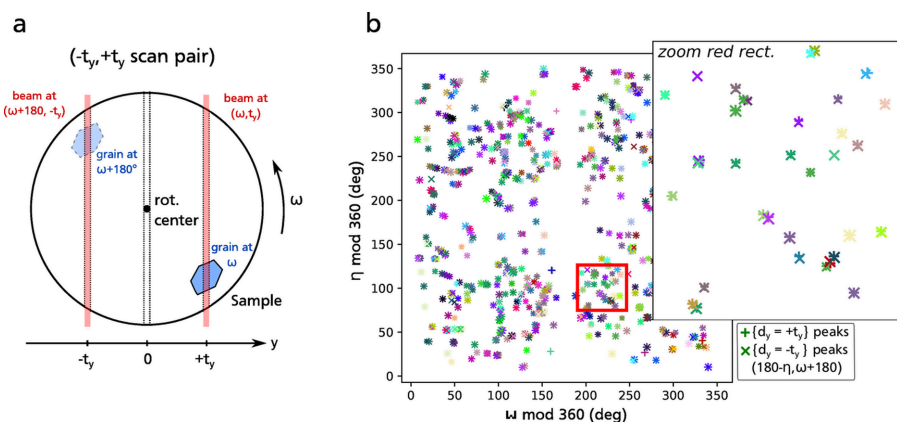 a
(-ty,+ty scan pair)
beam at
(ω+180, -ty)
beam at
(ω,ty)
grain at
ω+180°
rot.
center
ω
grain at
ω
Sample
-ty
0
+ty
y
b
zoom red rect.
η mod 360 (deg)
350
300
250
200
150
100
50
0
0
50
100
150
200
250
300
350
ω mod 360 (deg)
+ {dy = +ty} peaks
× {dy = -ty} peaks
(180-η,ω+180)